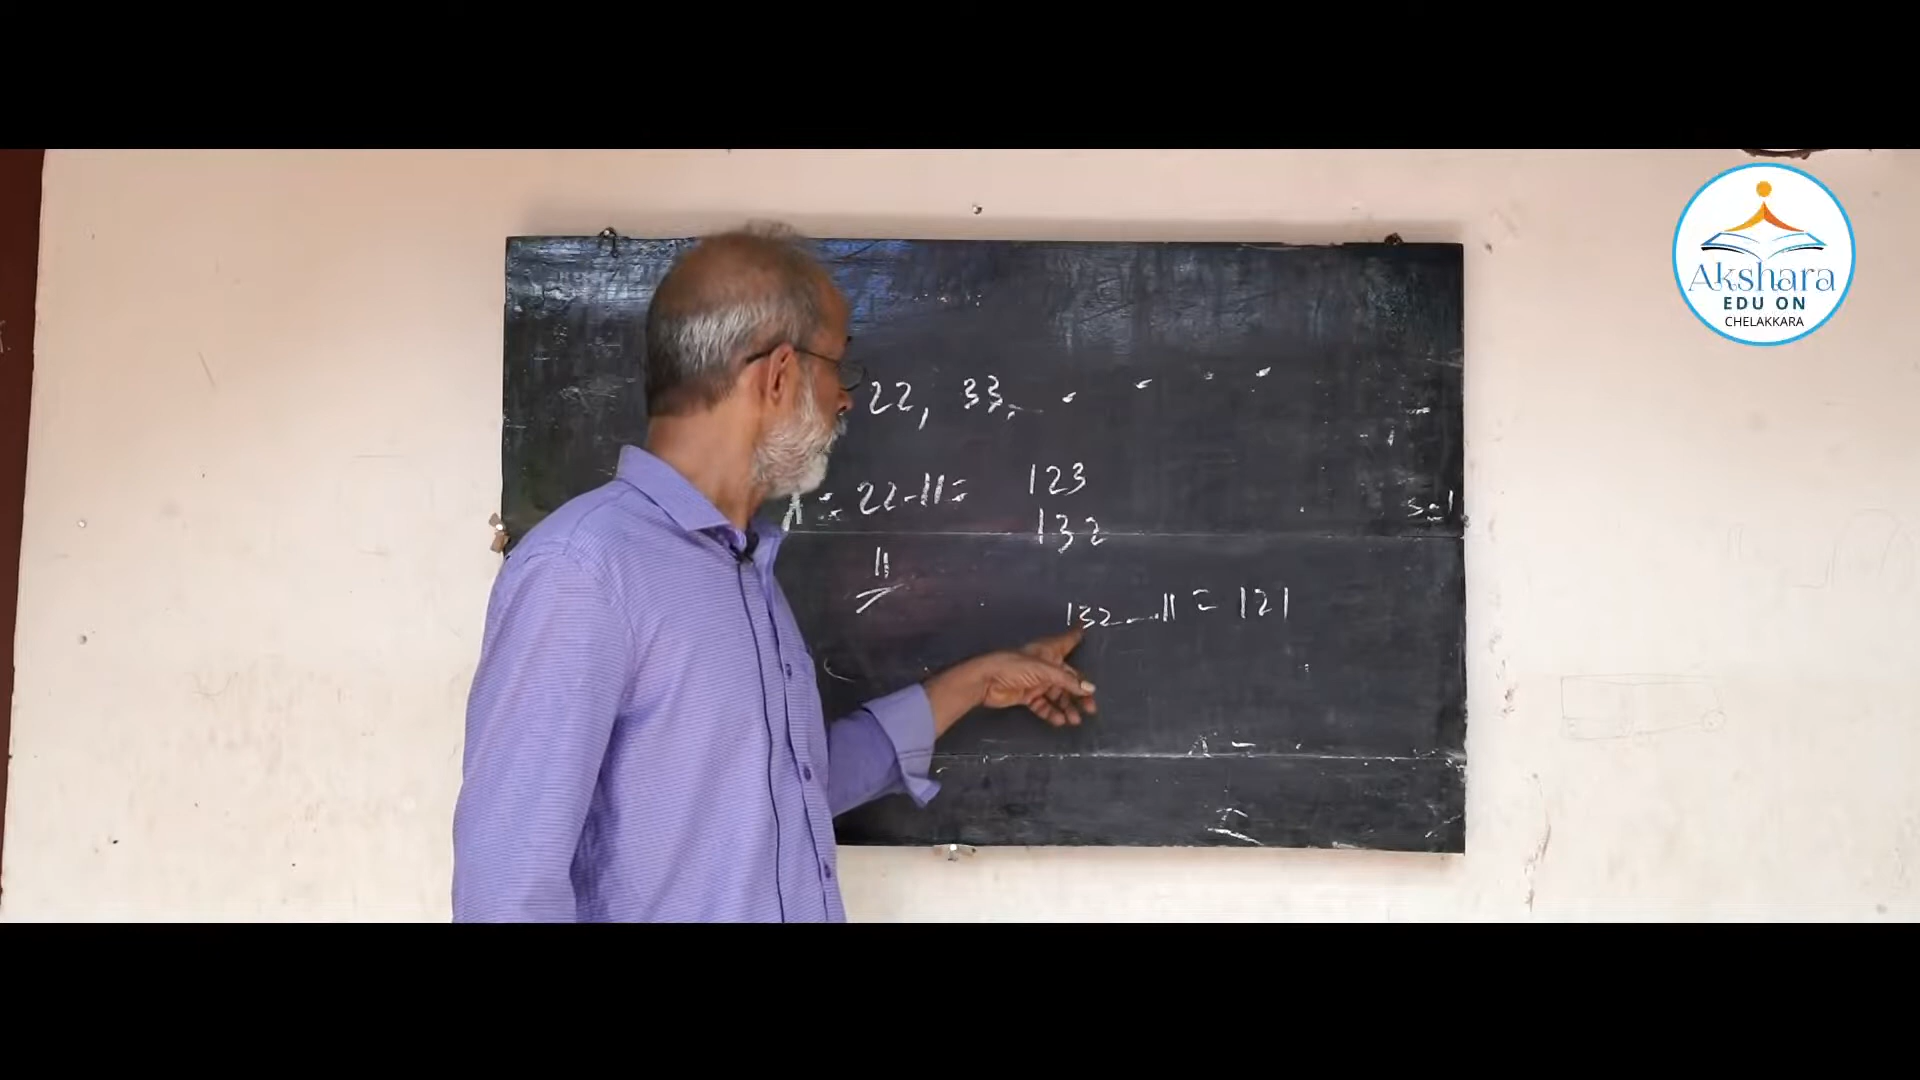 22, 33, . . . .
= 22-11= 123
132
11
132 - 11 = 121
Akshara
EDU ON
CHELAKKARA